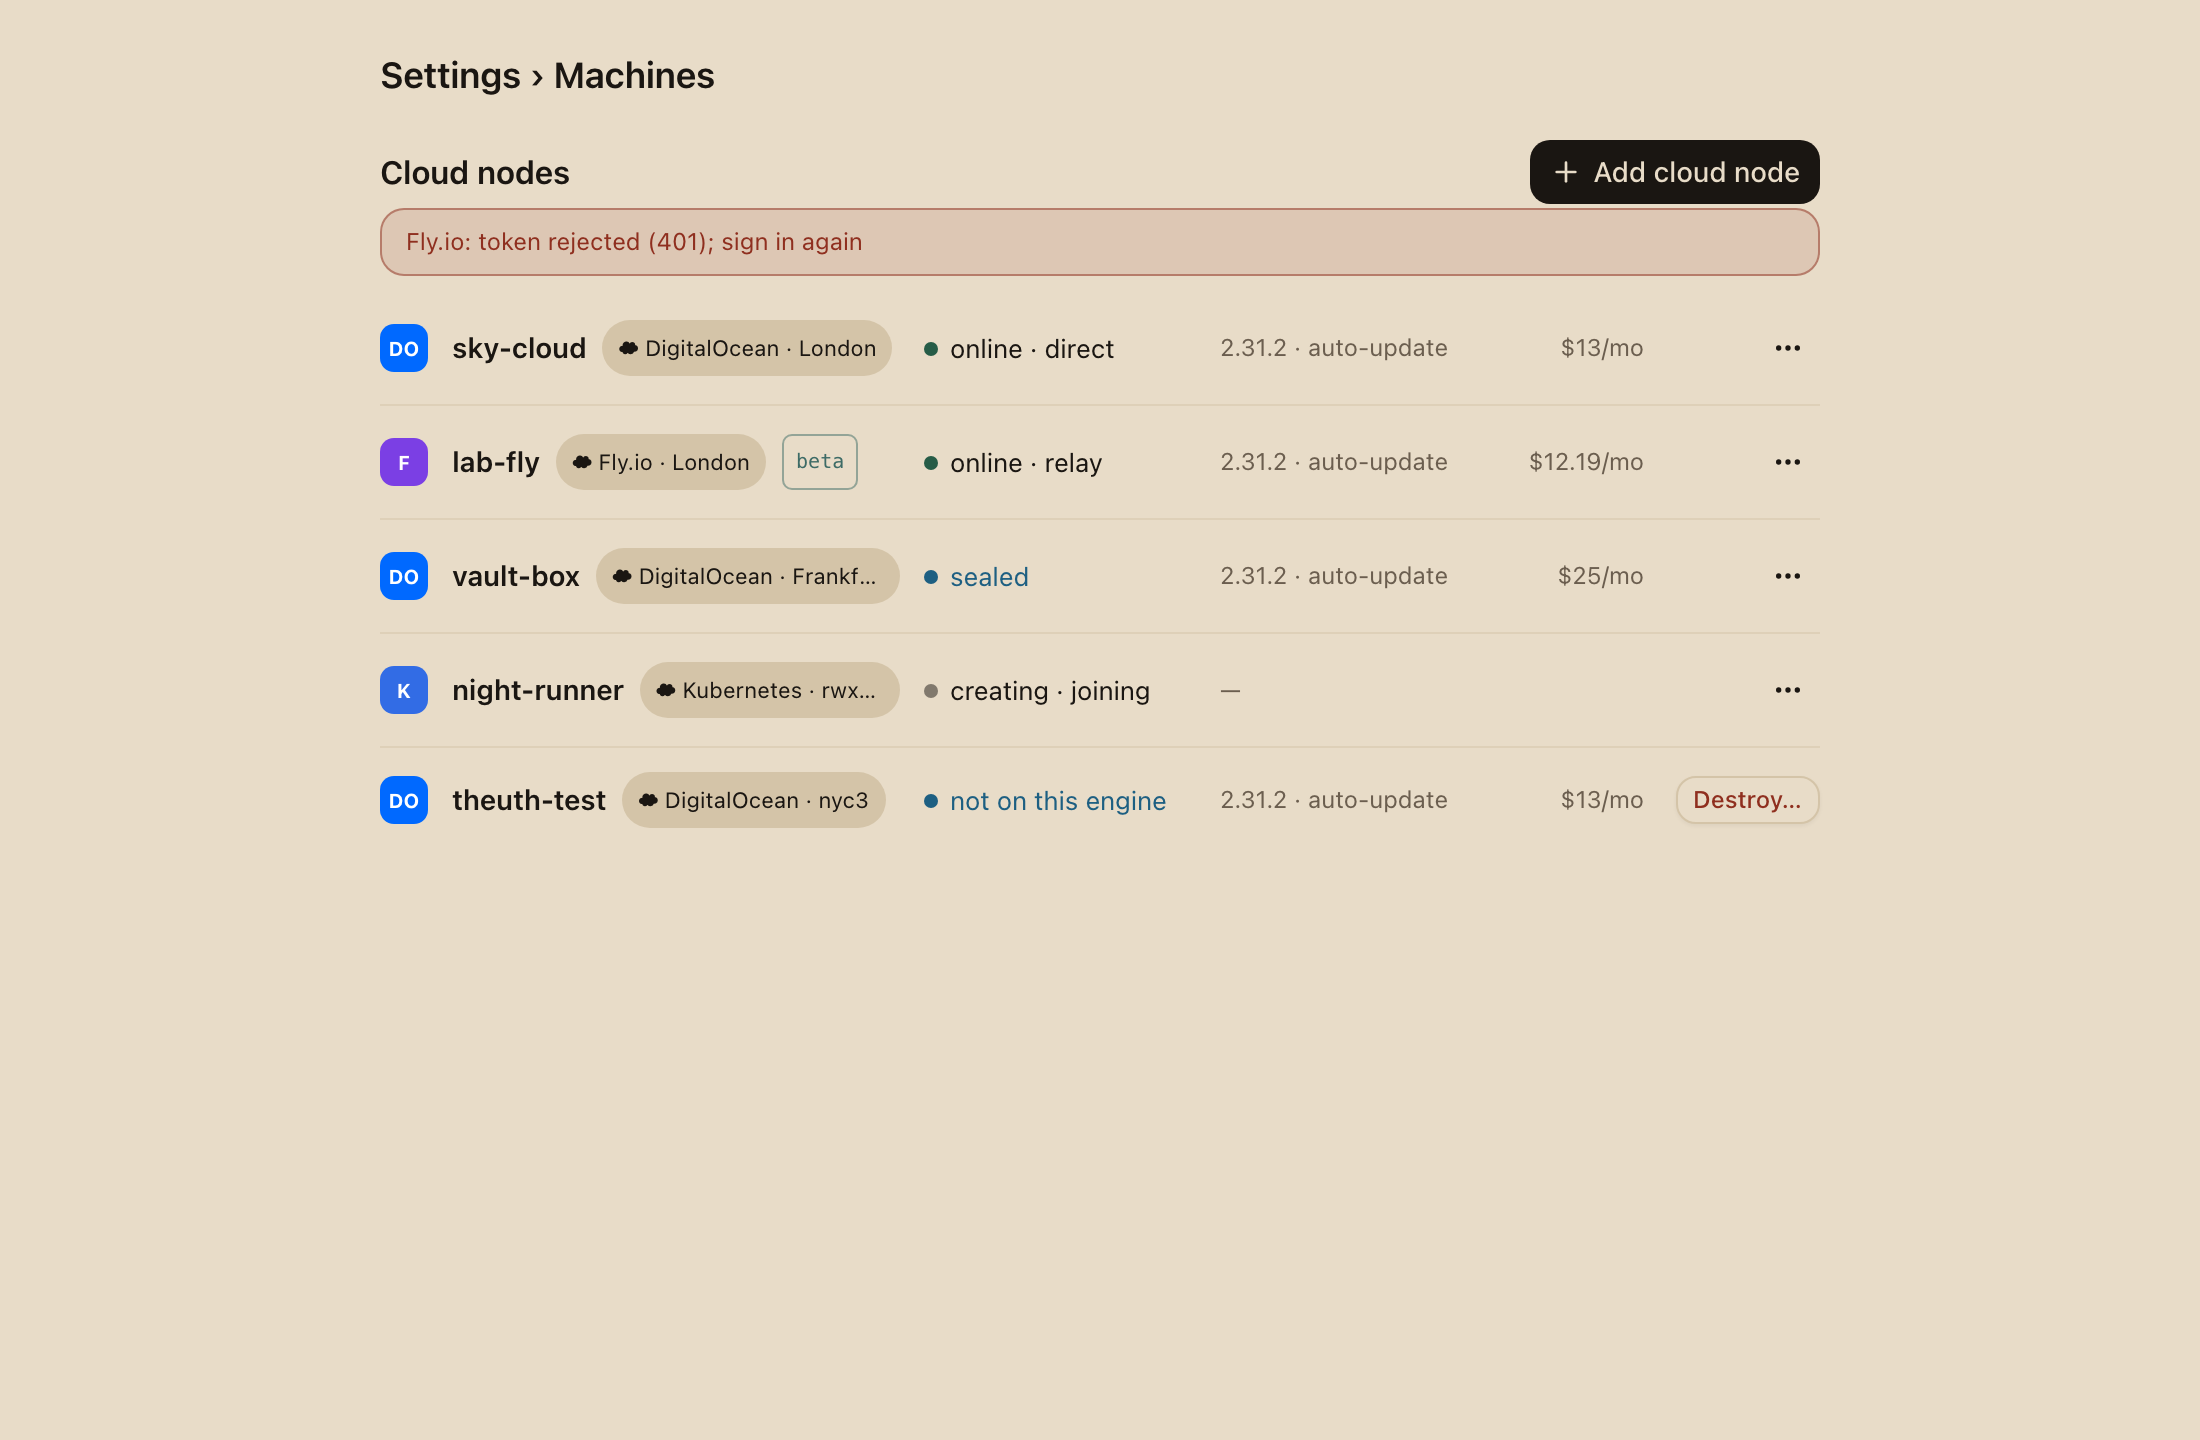 Settings › Machines
Cloud nodes
+ Add cloud node
Fly.io: token rejected (401); sign in again
DO sky-cloud DigitalOcean · London online · direct 2.31.2 · auto-update $13/mo ···
F lab-fly Fly.io · London beta online · relay 2.31.2 · auto-update $12.19/mo ···
DO vault-box DigitalOcean · Frankf... sealed 2.31.2 · auto-update $25/mo ···
K night-runner Kubernetes · rwx... creating · joining — ···
DO theuth-test DigitalOcean · nyc3 not on this engine 2.31.2 · auto-update $13/mo Destroy...